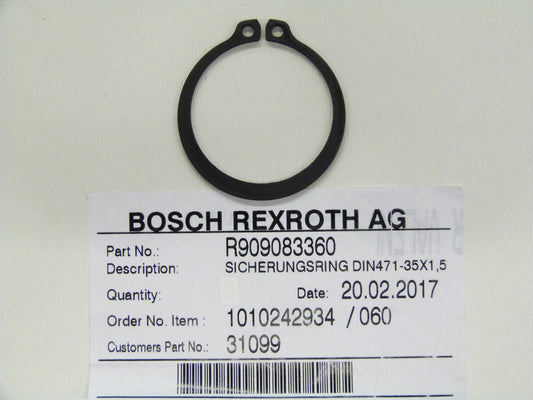 BOSCH REXROTH AG
Part No.: R909083360
Description: SICHERUNGSRING DIN471-35X1,5
Quantity: Date: 20.02.2017
Order No. Item : 1010242934 / 060
Customers Part No.: 31099